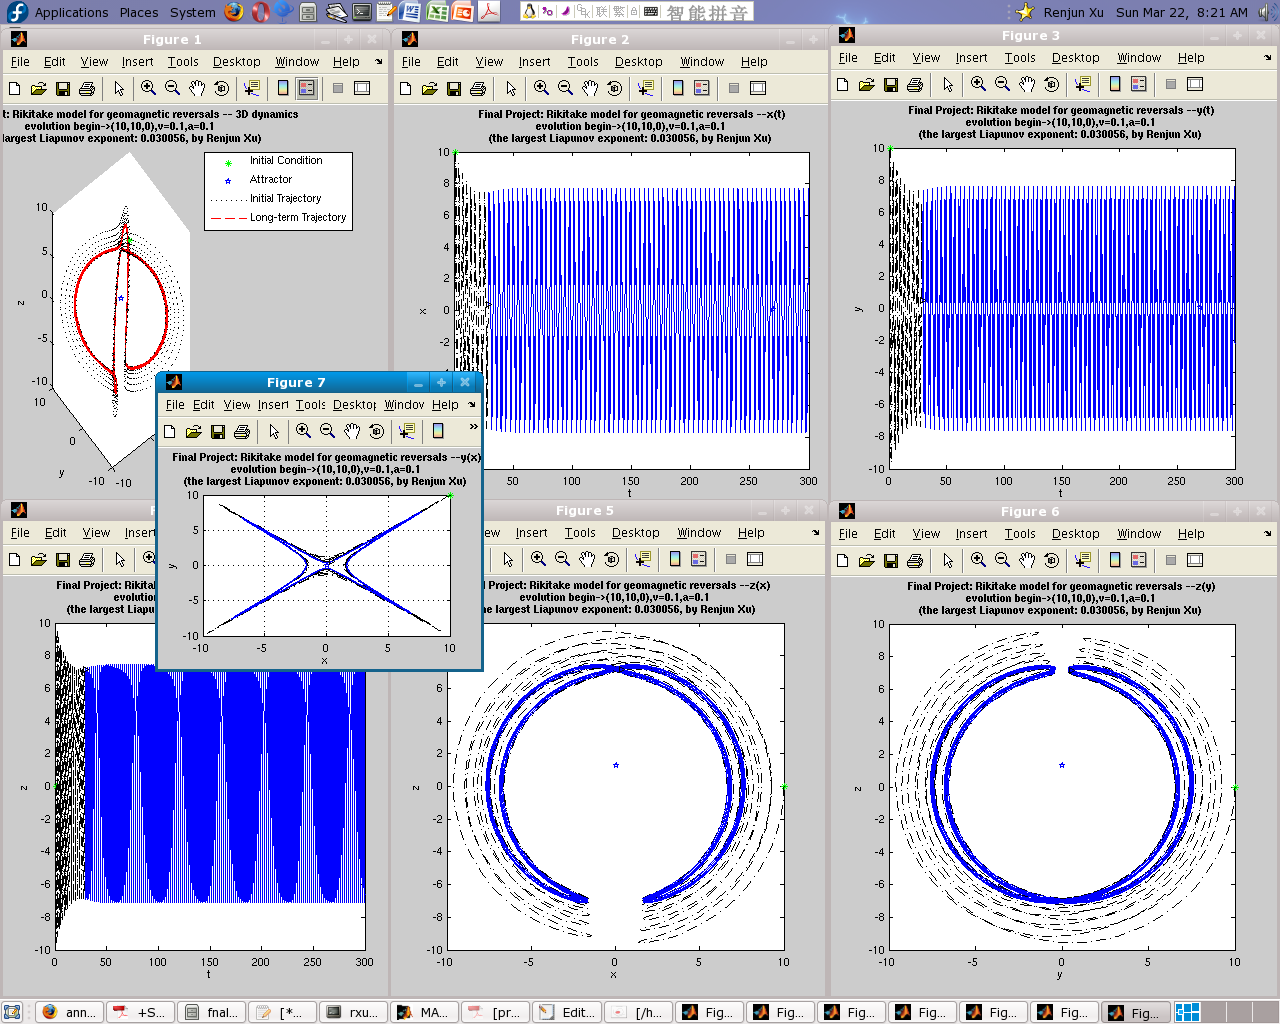 Applications Places System
智能拼音
Renjun Xu Sun Mar 22, 8:21 AM
Figure 1
File Edit View Insert Tools Desktop Window Help
t: Rikitake model for geomagnetic reversals -- 3D dynamics
evolution begin->(10,10,0),v=0.1,a=0.1
largest Liapunov exponent: 0.030056, by Renjun Xu)
Initial Condition
Attractor
Initial Trajectory
Long-term Trajectory
10
5
0
-5
-10
z
10
0
-10
y
-10
Figure 2
File Edit View Insert Tools Desktop Window Help
Final Project: Rikitake model for geomagnetic reversals --x(t)
evolution begin->(10,10,0),v=0.1,a=0.1
(the largest Liapunov exponent: 0.030056, by Renjun Xu)
10
8
6
4
2
0
-2
-4
x
50 100 150 200 250 300
t
Figure 3
File Edit View Insert Tools Desktop Window Help
Final Project: Rikitake model for geomagnetic reversals --y(t)
evolution begin->(10,10,0),v=0.1,a=0.1
(the largest Liapunov exponent: 0.030056, by Renjun Xu)
10
8
6
4
2
0
-2
-4
-6
-8
-10
y
0 50 100 150 200 250 300
t
Figure 7
File Edit View Insert Tools Desktop Window Help
Final Project: Rikitake model for geomagnetic reversals --y(x)
evolution begin->(10,10,0),v=0.1,a=0.1
(the largest Liapunov exponent: 0.030056, by Renjun Xu)
10
5
0
-5
-10
y
-10 -5 0 5 10
x
F
File Edit View
Final Project: Rikita
evolutio
(the largest Liapu
10
8
6
4
2
0
-2
-4
-6
-8
-10
z
0 50 100 150 200 250 300
t
Figure 5
Insert Tools Desktop Window Help
ct: Rikitake model for geomagnetic reversals --z(x)
evolution begin->(10,10,0),v=0.1,a=0.1
e largest Liapunov exponent: 0.030056, by Renjun Xu)
10
8
6
4
2
0
-2
-4
-6
-8
-10
z
-10 -5 0 5 10
x
Figure 6
File Edit View Insert Tools Desktop Window Help
Final Project: Rikitake model for geomagnetic reversals --z(y)
evolution begin->(10,10,0),v=0.1,a=0.1
(the largest Liapunov exponent: 0.030056, by Renjun Xu)
10
8
6
4
2
0
-2
-4
-6
-8
-10
z
-10 -5 0 5 10
y
ann... +S... fnal... [*... rxu... MA... [pr... Edit... [/h... Fig... Fig... Fig... Fig... Fig... Fig... Fig...